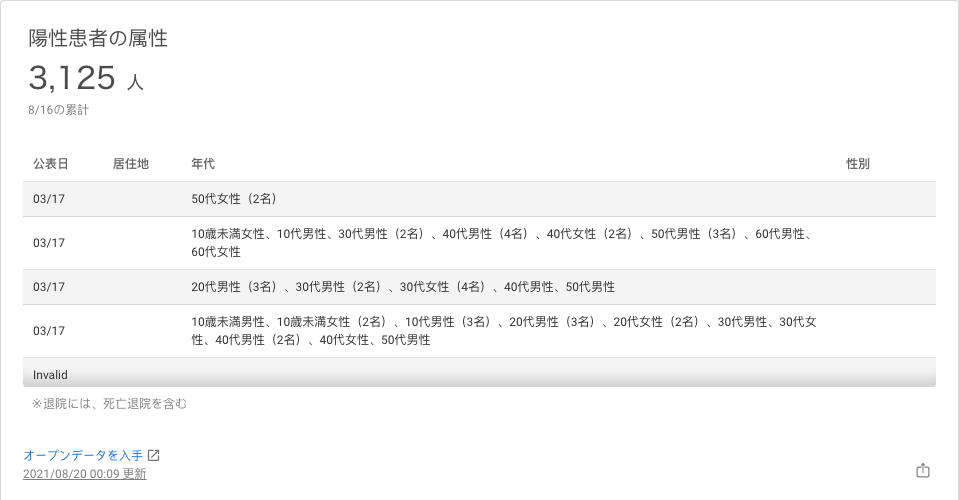 陽性患者の属性
3,125 人
8/16の累計
公表日 居住地 年代 性別
03/17 50代女性（2名）
03/17 10歳未満女性、10代男性、30代男性（2名）、40代男性（4名）、40代女性（2名）、50代男性（3名）、60代男性、
60代女性
03/17 20代男性（3名）、30代男性（2名）、30代女性（4名）、40代男性、50代男性
03/17 10歳未満男性、10歳未満女性（2名）、10代男性（3名）、20代男性（3名）、20代女性（2名）、30代男性、30代女
性、40代男性（2名）、40代女性、50代男性
Invalid
※退院には、死亡退院を含む
オープンデータを入手
2021/08/20 00:09 更新